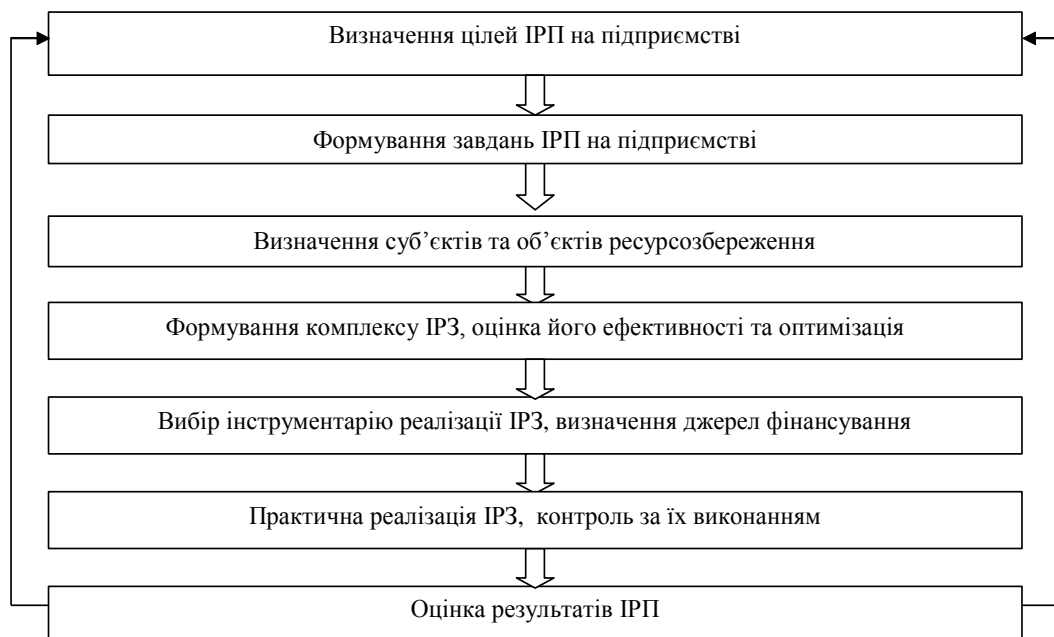 Визначення цілей ІРП на підприємстві
Формування завдань ІРП на підприємстві
Визначення суб’єктів та об’єктів ресурсозбереження
Формування комплексу ІРЗ, оцінка його ефективності та оптимізація
Вибір інструментарію реалізації ІРЗ, визначення джерел фінансування
Практична реалізація ІРЗ, контроль за їх виконанням
Оцінка результатів ІРП